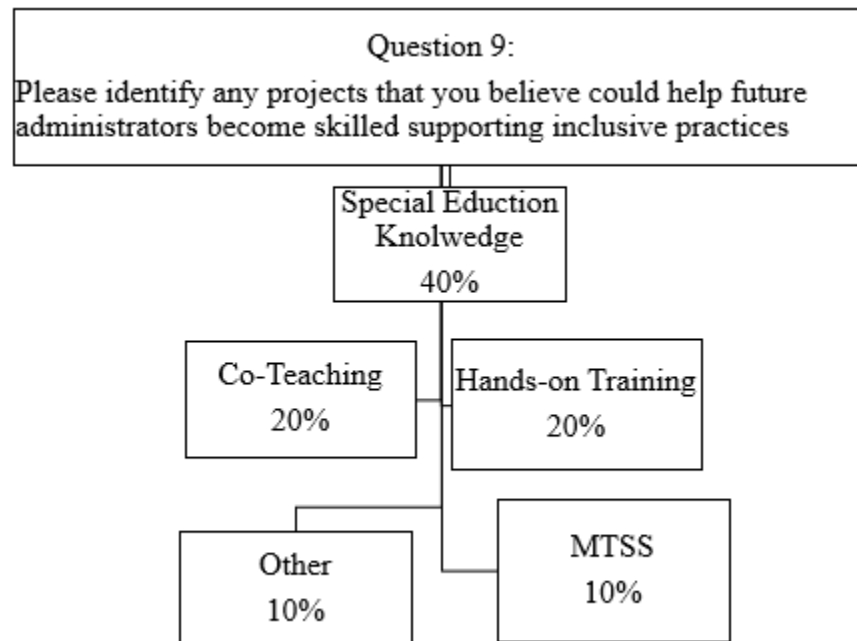 Question 9:
Please identify any projects that you believe could help future
administrators become skilled supporting inclusive practices
Special Eduction
Knolwedge
40%
Co-Teaching
20%
Hands-on Training
20%
Other
10%
MTSS
10%